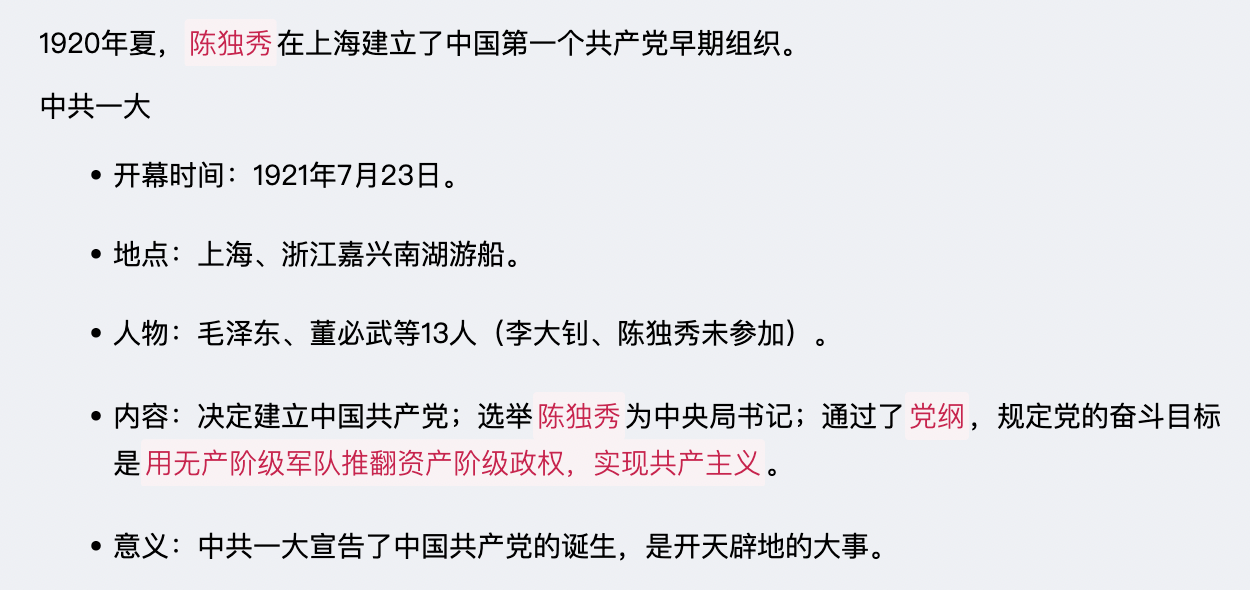 1920年夏，陈独秀在上海建立了中国第一个共产党早期组织。
中共一大
• 开幕时间：1921年7月23日。
• 地点：上海、浙江嘉兴南湖游船。
• 人物：毛泽东、董必武等13人（李大钊、陈独秀未参加）。
• 内容：决定建立中国共产党；选举陈独秀为中央局书记；通过了党纲，规定党的奋斗目标
是用无产阶级军队推翻资产阶级政权，实现共产主义。
• 意义：中共一大宣告了中国共产党的诞生，是开天辟地的大事。